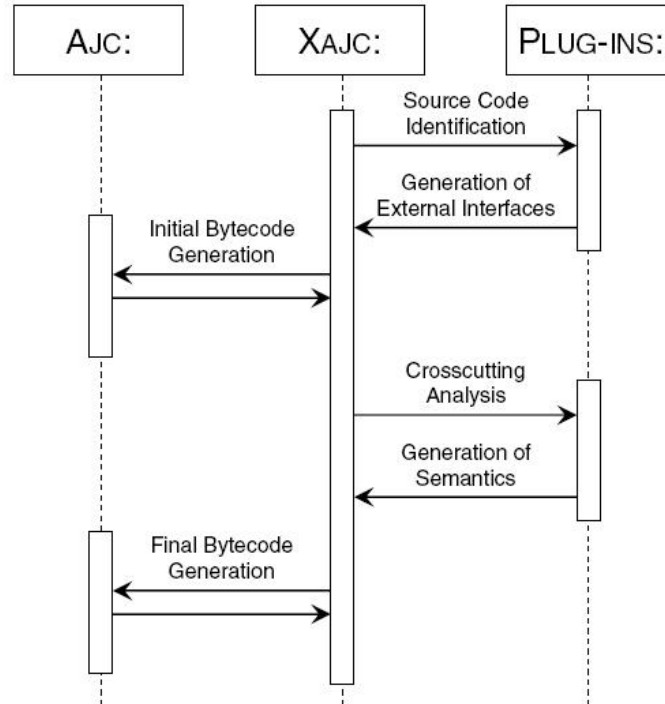 AJC:
XAJC:
PLUG-INS:
Source Code
Identification
Generation of
External Interfaces
Initial Bytecode
Generation
Crosscutting
Analysis
Generation of
Semantics
Final Bytecode
Generation